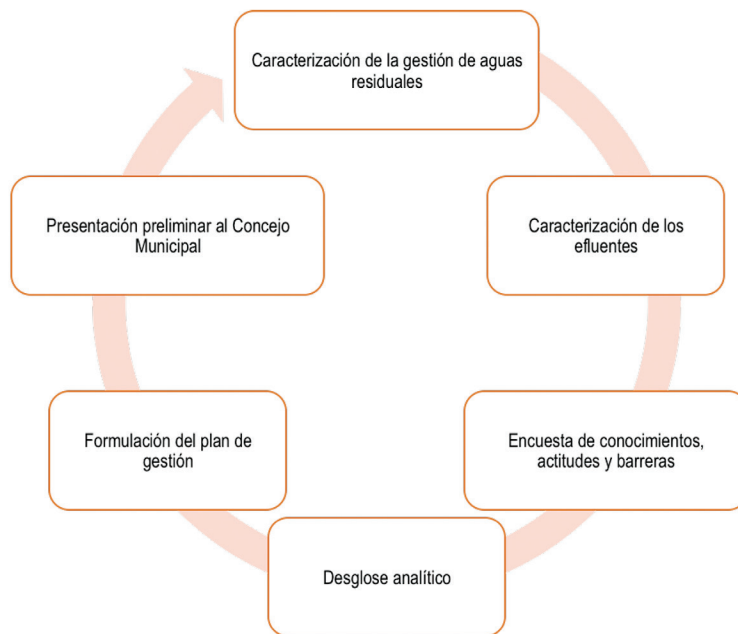 Caracterización de la gestión de aguas
residuales
Caracterización de los
efluentes
Encuesta de conocimientos,
actitudes y barreras
Desglose analítico
Formulación del plan de
gestión
Presentación preliminar al Concejo
Municipal